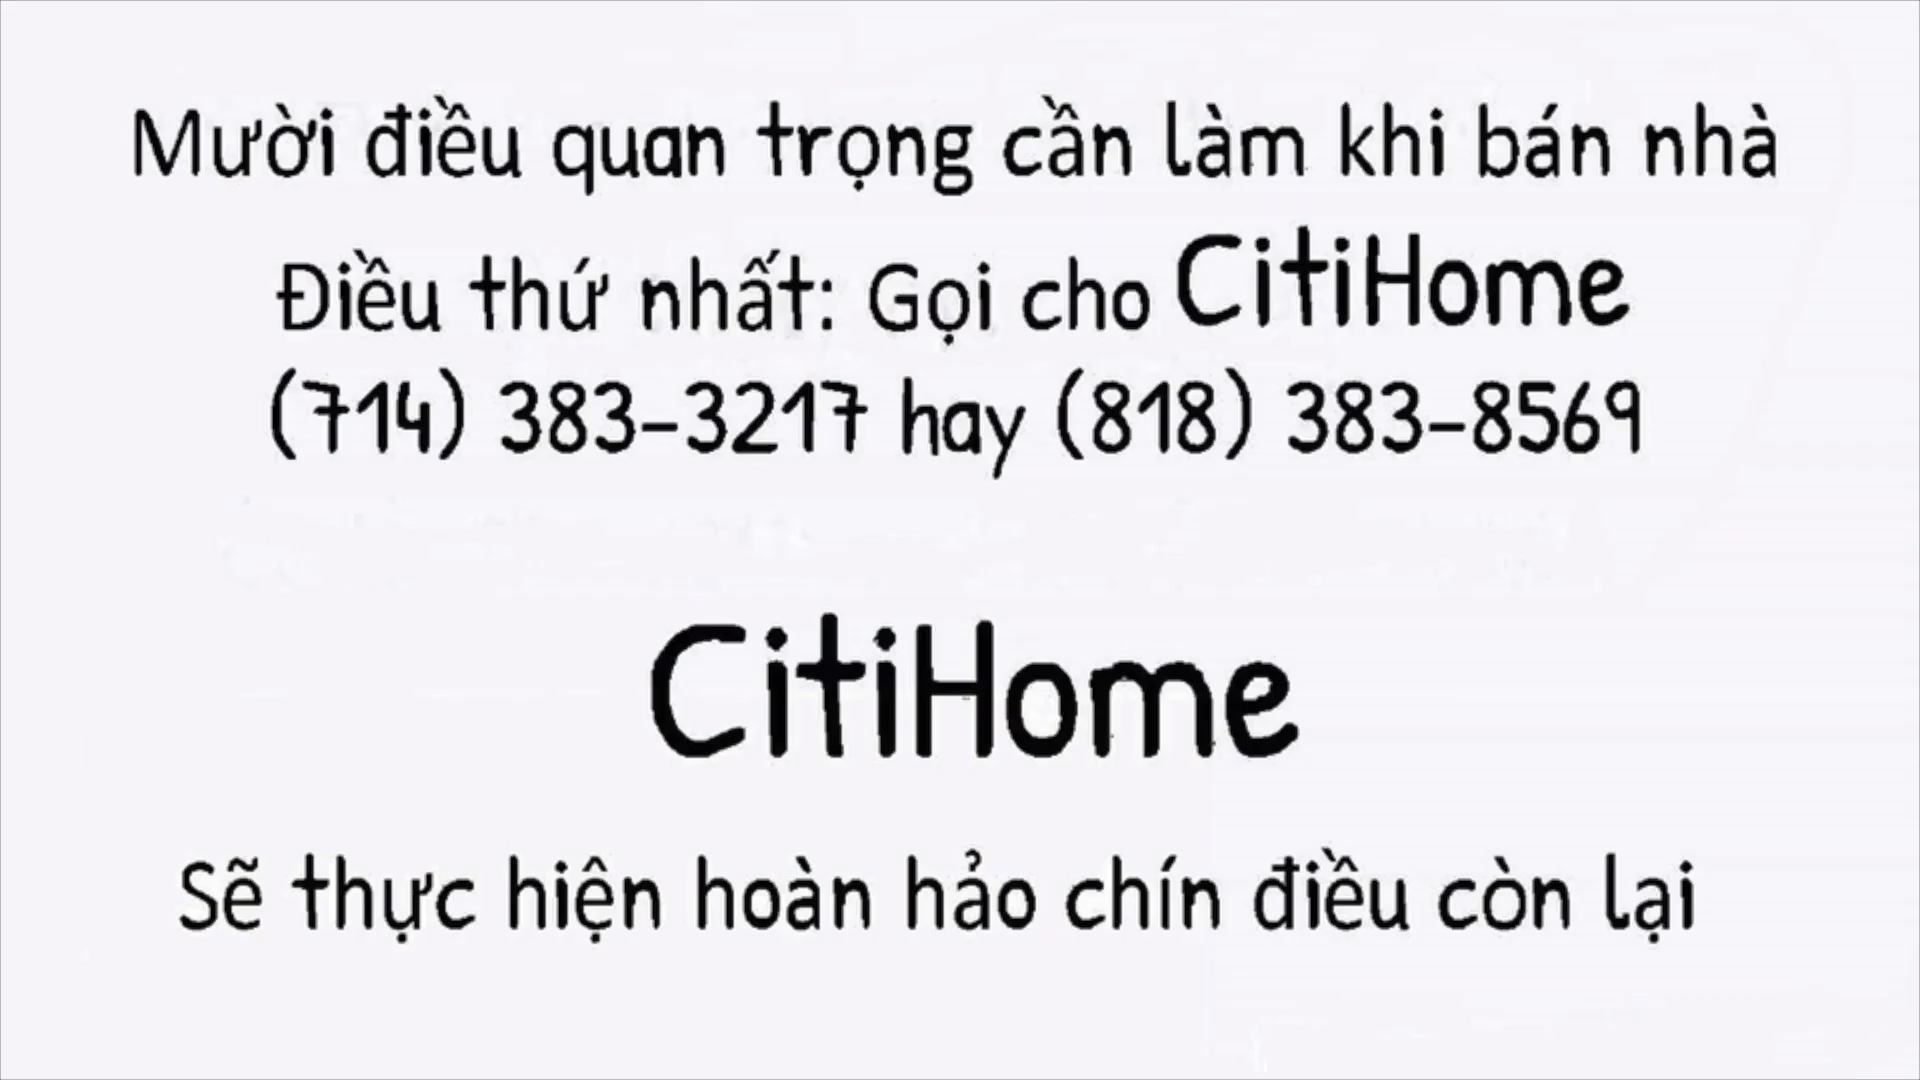 Mười điều quan trọng cần làm khi bán nhà
Điều thứ nhất: Gọi cho CitiHome
(714) 383-3217 hay (818) 383-8569
CitiHome
Sẽ thực hiện hoàn hảo chín điều còn lại